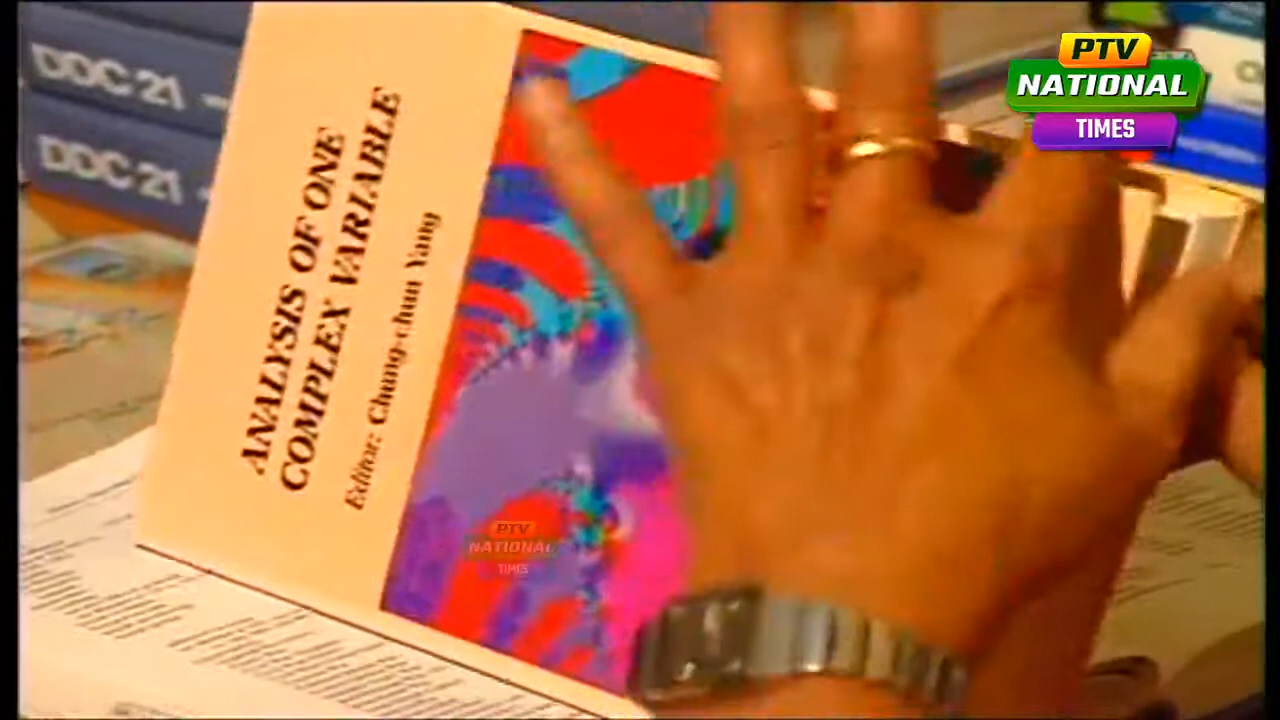 DDC 21
DDC 21
ANALYSIS OF ONE
COMPLEX VARIABLE
Editor: Chung-chun Yang
PTV
NATIONAL
TIMES
PTV
NATIONAL
TIMES